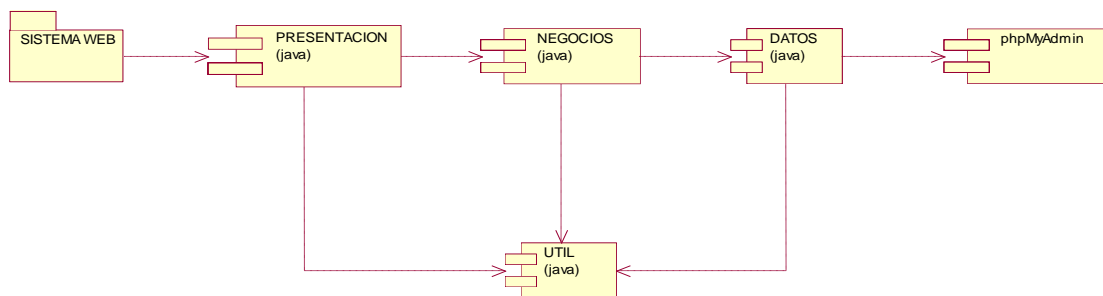 SISTEMA WEB
PRESENTACION
(java)
NEGOCIOS
(java)
DATOS
(java)
phpMyAdmin
UTIL
(java)